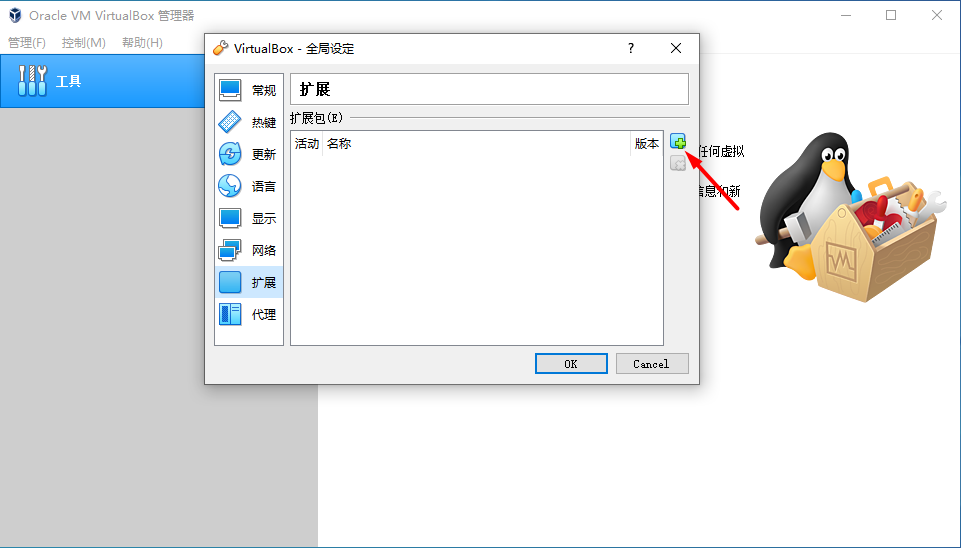 Oracle VM VirtualBox 管理器
管理(F) 控制(M) 帮助(H)
工具
VirtualBox - 全局设定
?
常规
热键
更新
语言
显示
网络
扩展
代理
扩展
扩展包(E)
活动 名称 版本
任何虚拟
信息和新
OK Cancel